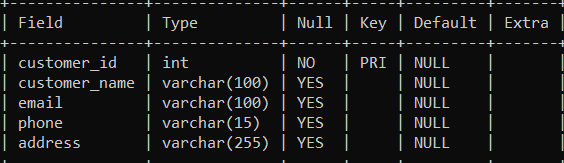 | Field | Type | Null | Key | Default | Extra |
| customer_id | int | NO | PRI | NULL | |
| customer_name | varchar(100) | YES | | NULL | |
| email | varchar(100) | YES | | NULL | |
| phone | varchar(15) | YES | | NULL | |
| address | varchar(255) | YES | | NULL | |